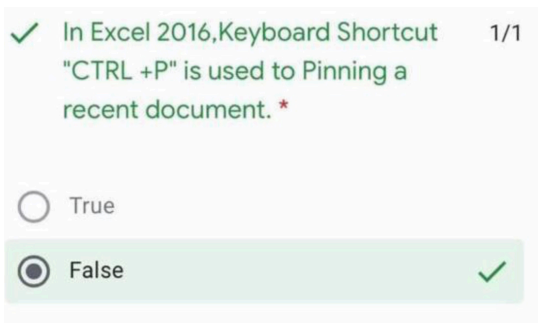 In Excel 2016,Keyboard Shortcut 1/1
"CTRL +P" is used to Pinning a
recent document. *
True
False